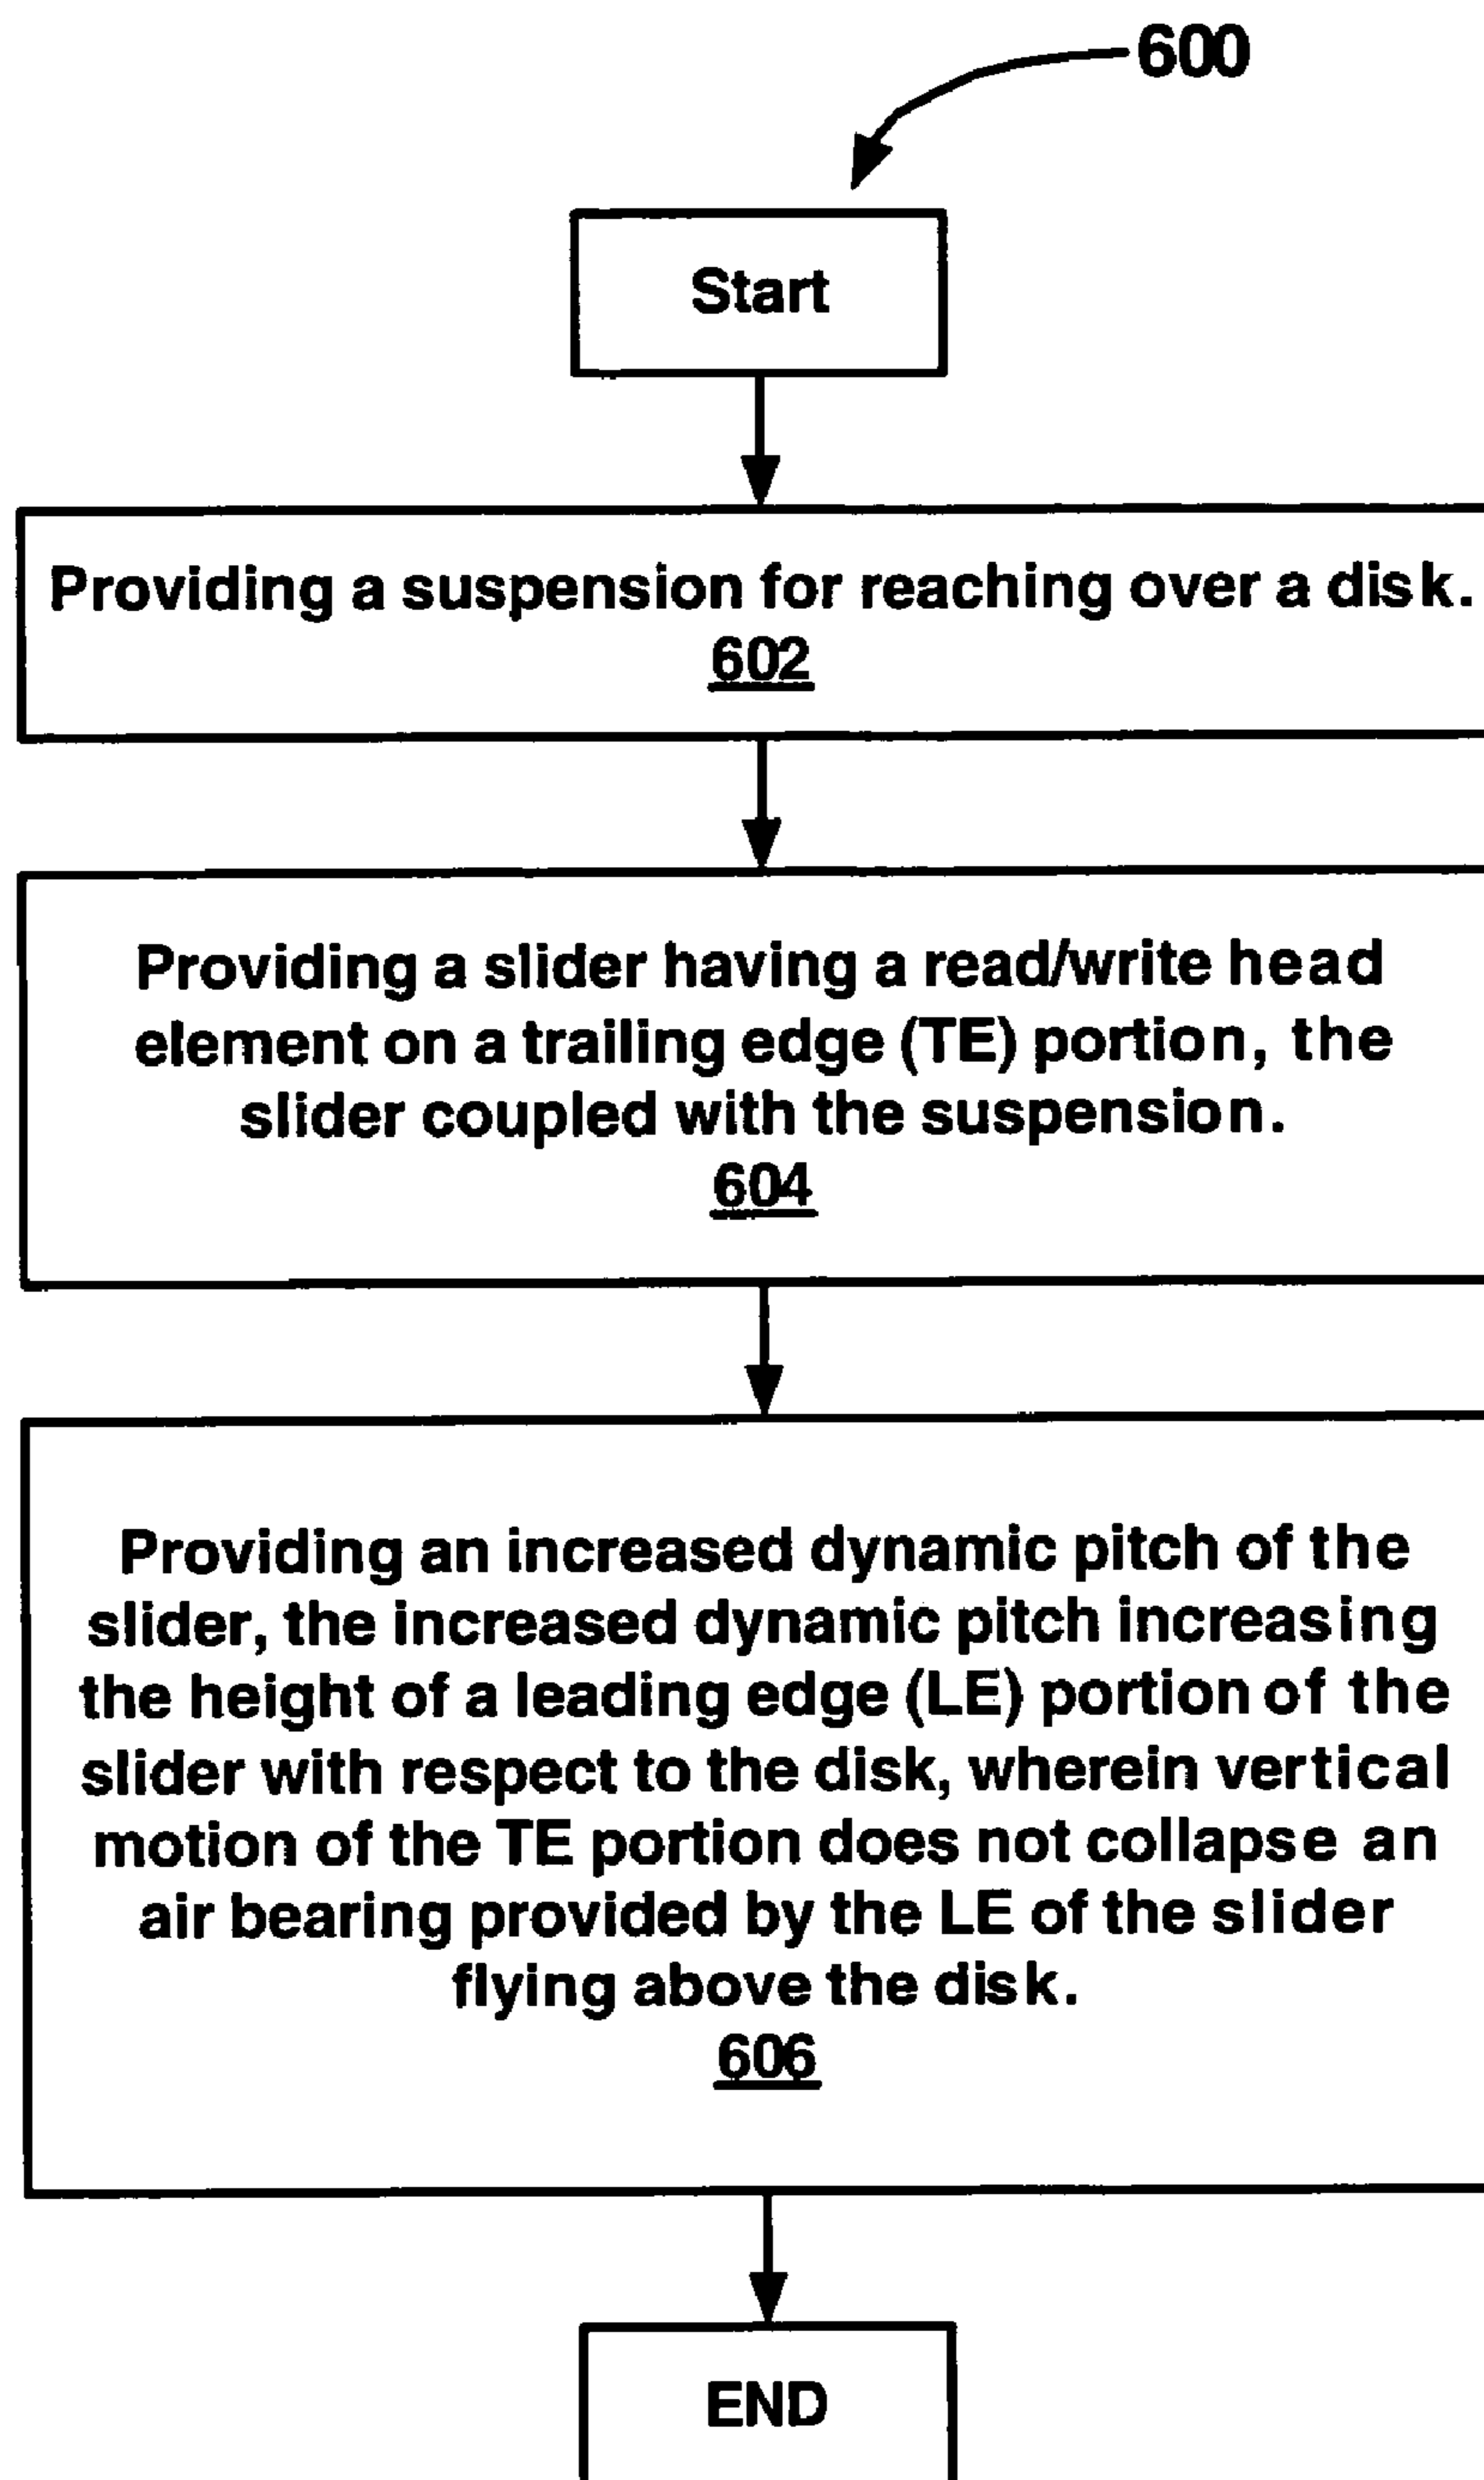 600
Start
Providing a suspension for reaching over a disk.
602
Providing a slider having a read/write head
element on a trailing edge (TE) portion, the
slider coupled with the suspension.
604
Providing an increased dynamic pitch of the
slider, the increased dynamic pitch increasing
the height of a leading edge (LE) portion of the
slider with respect to the disk, wherein vertical
motion of the TE portion does not collapse an
air bearing provided by the LE of the slider
flying above the disk.
606
END